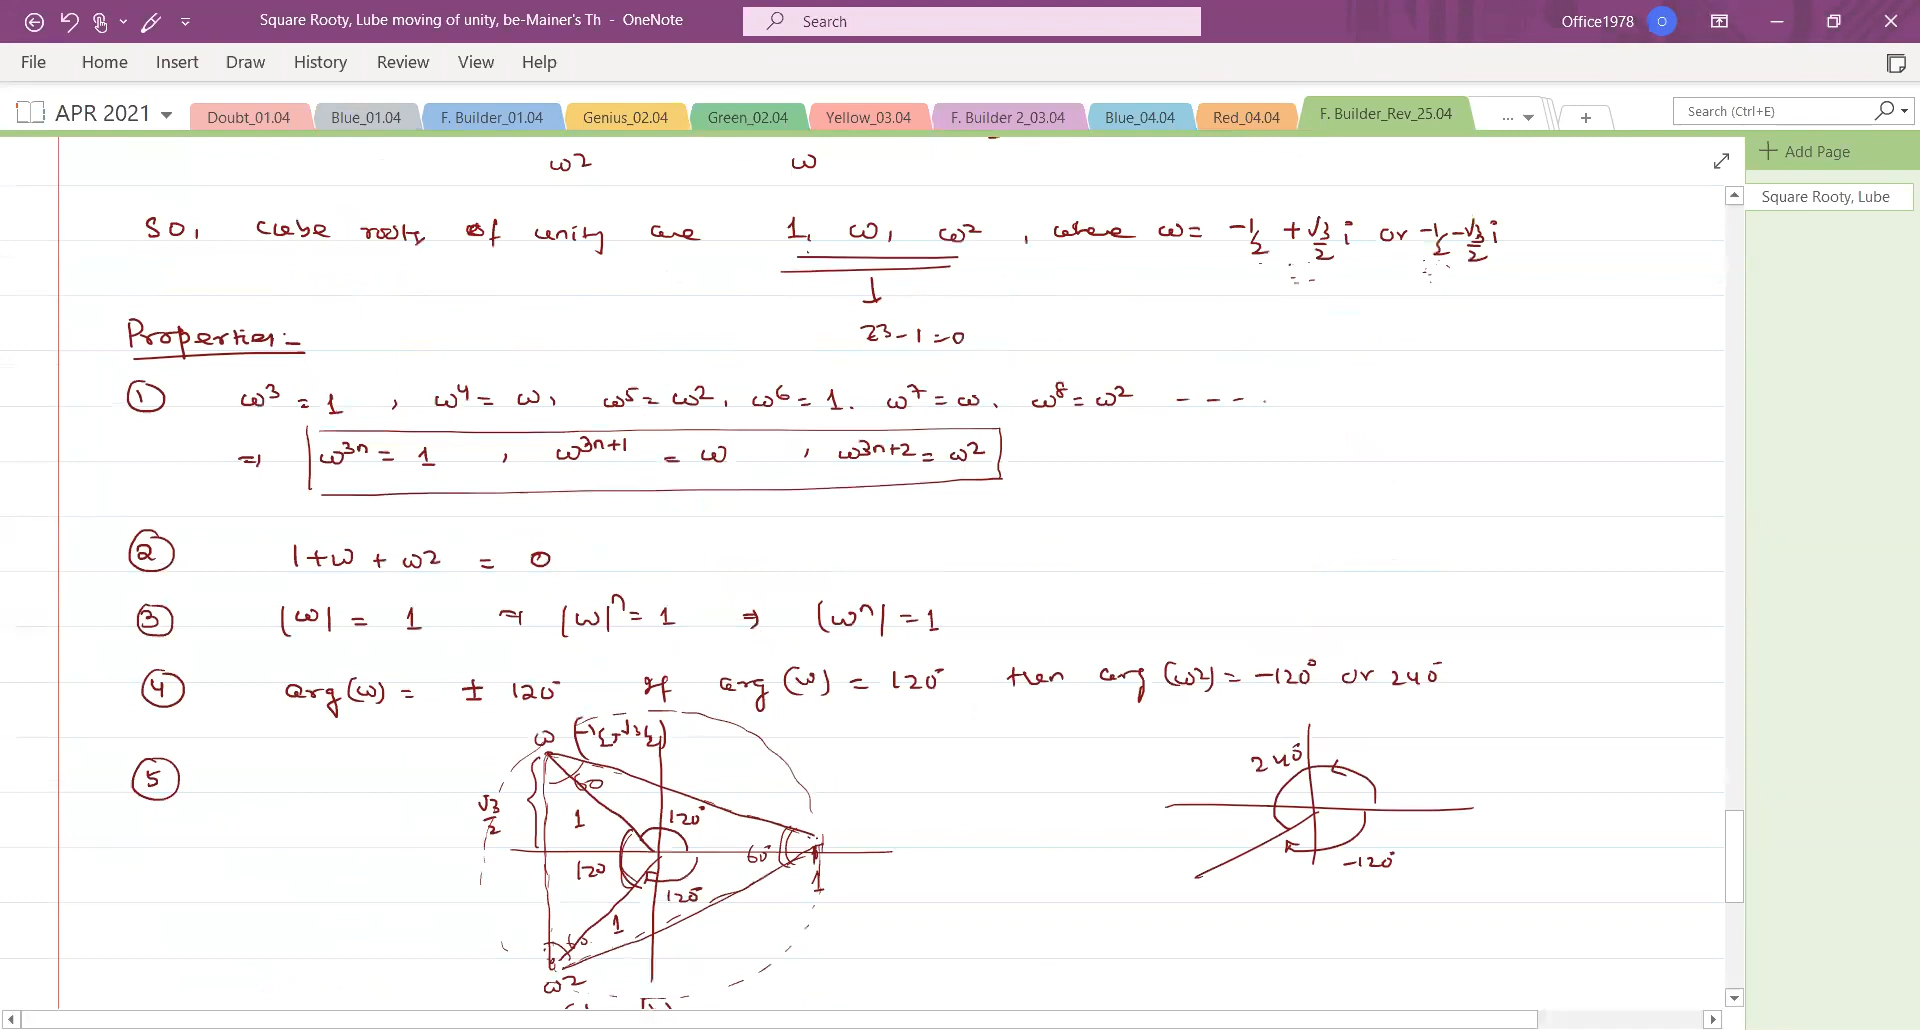 Square Rooty, Lube moving of unity, be-Mainer's Th - OneNote
Search
Office1978
O
File Home Insert Draw History Review View Help
APR 2021
Doubt_01.04 Blue_01.04 F. Builder_01.04 Genius_02.04 Green_02.04 Yellow_03.04 F. Builder 2_03.04 Blue_04.04 Red_04.04 F. Builder_Rev_25.04 ... +
Search (Ctrl+E)
Add Page
Square Rooty, Lube
ω2 ω
So, cube roots of unity are 1, ω, ω2, where ω = -1/2 + √3/2 i or -1/2 - √3/2 i
1
z3-1=0
Properties:-
① ω3 = 1, ω4 = ω, ω5 = ω2, ω6 = 1. ω7 = ω, ω8 = ω2 ----.
⇒ ω3n = 1, ω3n+1 = ω, ω3n+2 = ω2
② 1+ω+ω2 = 0
③ |ω| = 1 ⇒ |ω|n = 1 ⇒ |ωn| = 1
④ arg(ω) = ± 120° If arg(ω) = 120° then arg(ω2) = -120° or 240°
⑤
ω
60
√3/2
1
120°
120
60°
1
120°
1
60
ω2
240°
-120°